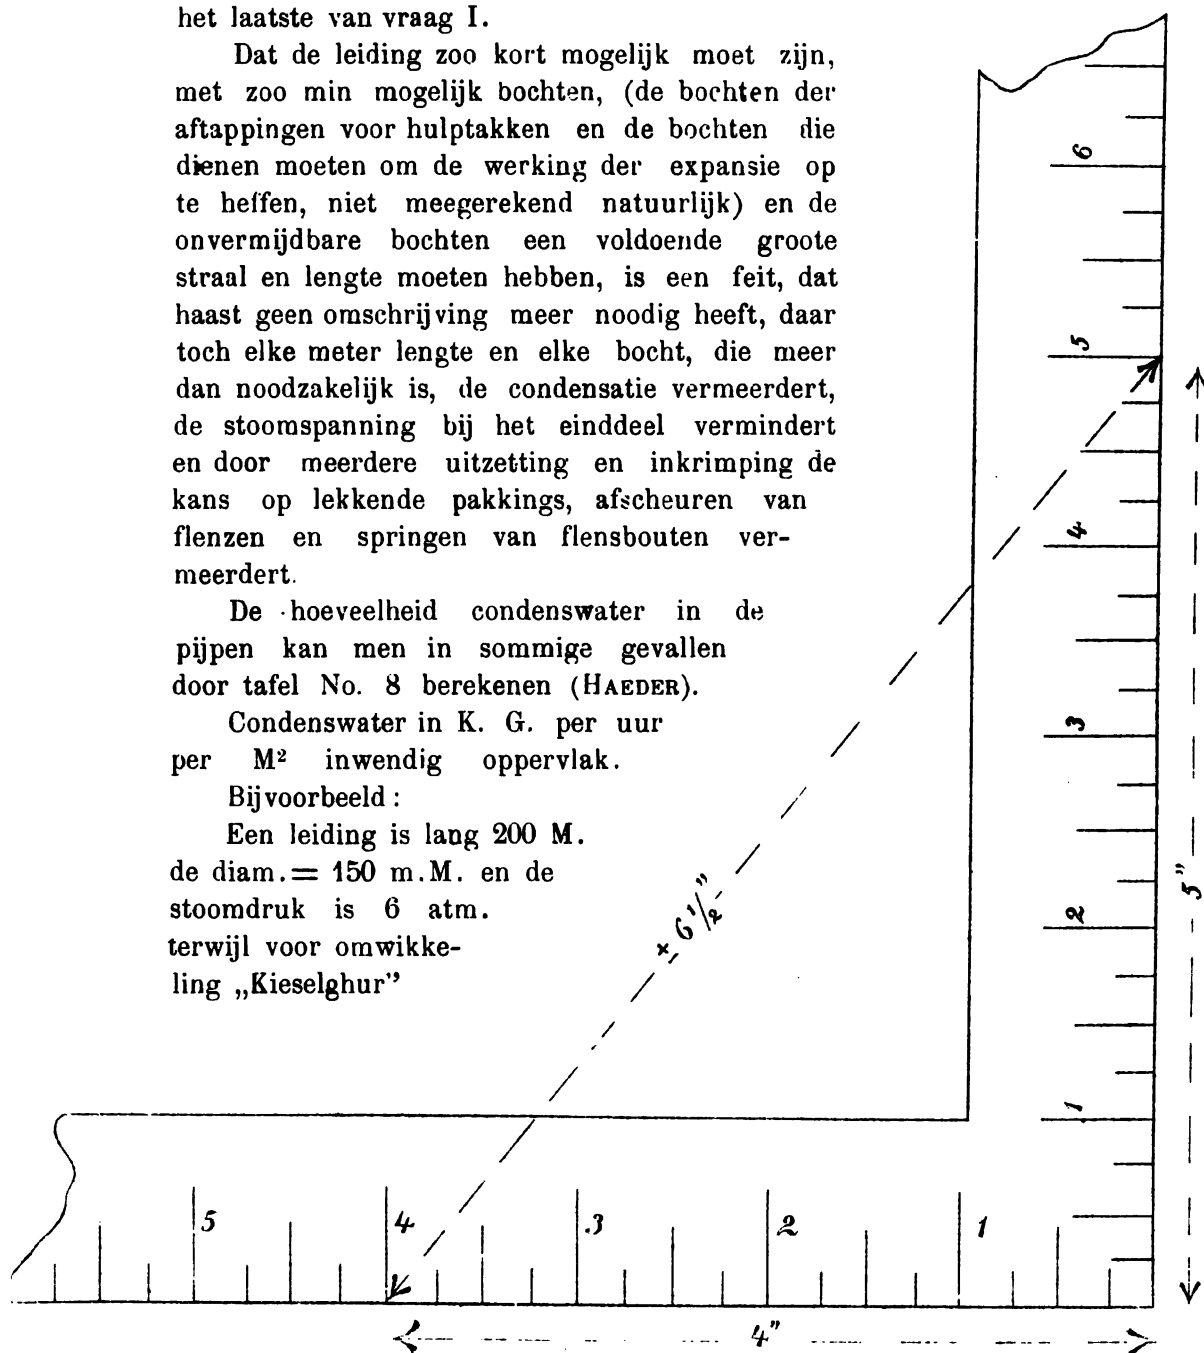 het laatste van vraag I.
Dat de leiding zoo kort mogelijk moet zijn,
met zoo min mogelijk bochten, (de bochten der
aftappingen voor hulptakken en de bochten die
dienen moeten om de werking der expansie op
te heffen, niet meegerekend natuurlijk) en de
onvermijdbare bochten een voldoende groote
straal en lengte moeten hebben, is een feit, dat
haast geen omschrijving meer noodig heeft, daar
toch elke meter lengte en elke bocht, die meer
dan noodzakelijk is, de condensatie vermeerdert,
de stoomspanning bij het einddeel vermindert
en door meerdere uitzetting en inkrimping de
kans op lekkende pakkings, afscheuren van
flenzen en springen van flensbouten ver-
meerdert.
De hoeveelheid condenswater in de
pijpen kan men in sommige gevallen
door tafel No. 8 berekenen (HAEDER).
Condenswater in K. G. per uur
per M² inwendig oppervlak.
Bijvoorbeeld:
Een leiding is lang 200 M.
de diam. = 150 m.M. en de
stoomdruk is 6 atm.
terwijl voor omwikke-
ling „Kieselghur”
6
5
4
3
2
1
5"
± 6 1/2"
5 4 3 2 1
4"